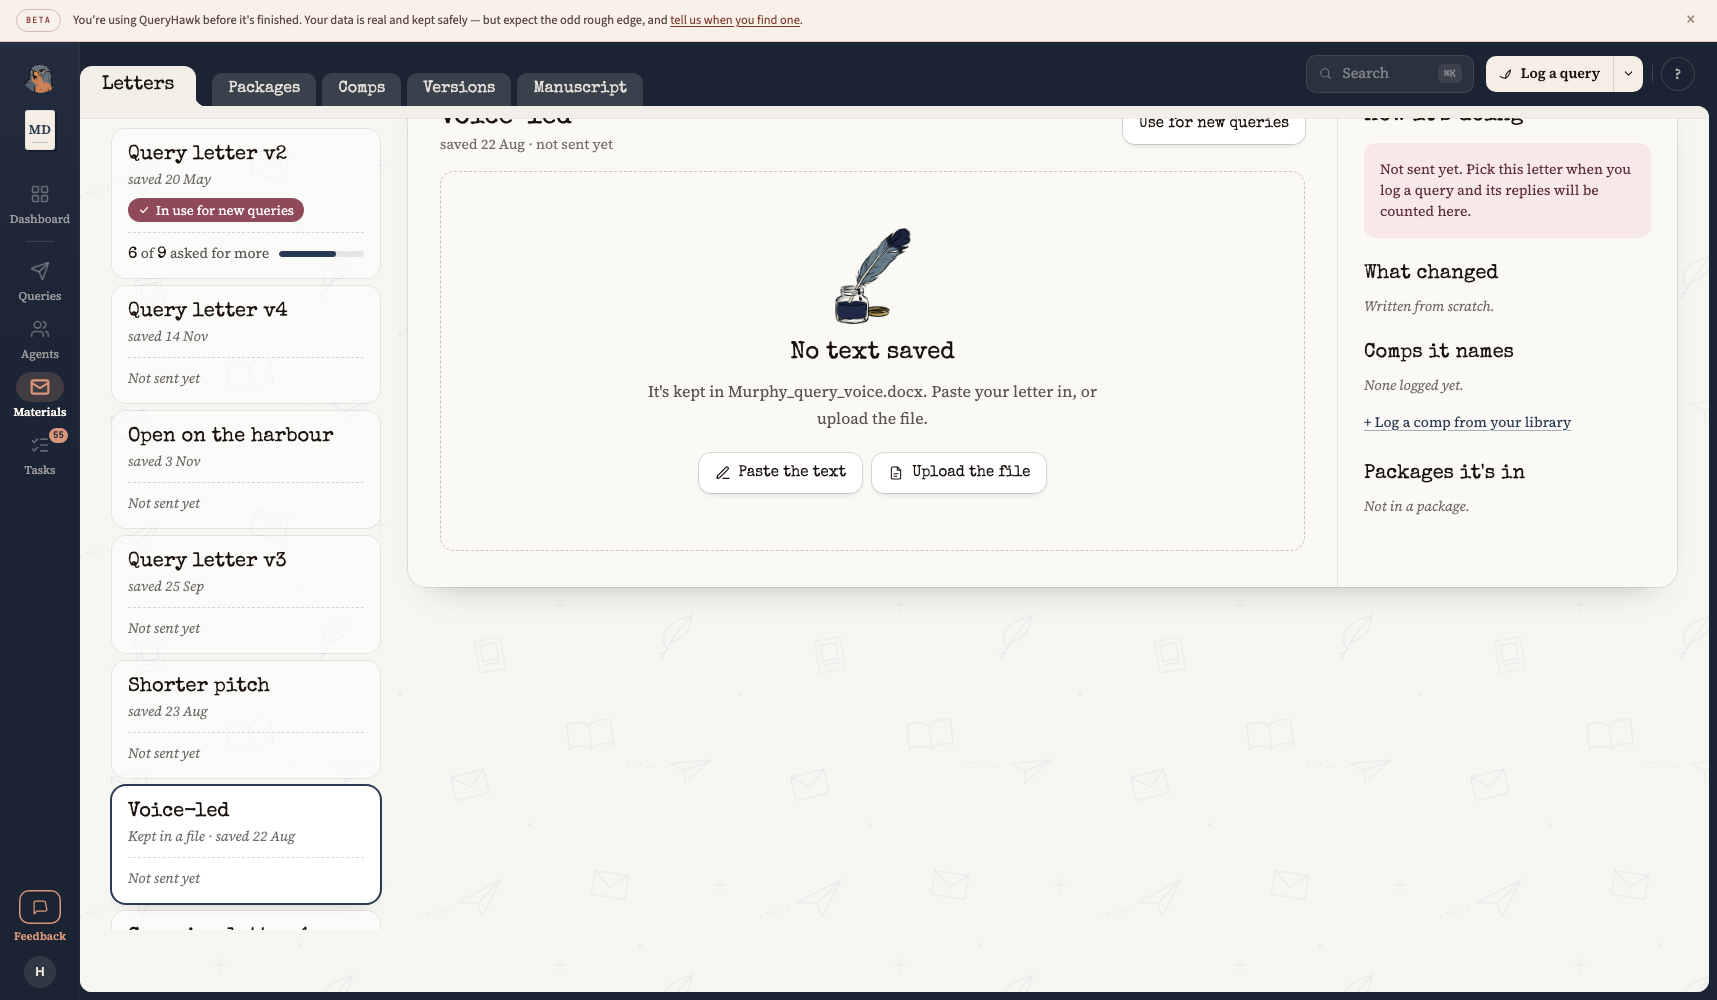 BETA
You're using QueryHawk before it's finished. Your data is real and kept safely — but expect the odd rough edge, and tell us when you find one.
×
MD
Dashboard
Queries
Agents
Materials
55
Tasks
Feedback
H
Letters
Packages
Comps
Versions
Manuscript
Search
⌘K
Log a query
?
Query letter v2
saved 20 May
In use for new queries
6 of 9 asked for more
Query letter v4
saved 14 Nov
Not sent yet
Open on the harbour
saved 3 Nov
Not sent yet
Query letter v3
saved 25 Sep
Not sent yet
Shorter pitch
saved 23 Aug
Not sent yet
Voice-led
Kept in a file · saved 22 Aug
Not sent yet
Voice-led
saved 22 Aug · not sent yet
Use for new queries
No text saved
It's kept in Murphy_query_voice.docx. Paste your letter in, or
upload the file.
Paste the text
Upload the file
How it's doing
Not sent yet. Pick this letter when you
log a query and its replies will be
counted here.
What changed
Written from scratch.
Comps it names
None logged yet.
+ Log a comp from your library
Packages it's in
Not in a package.